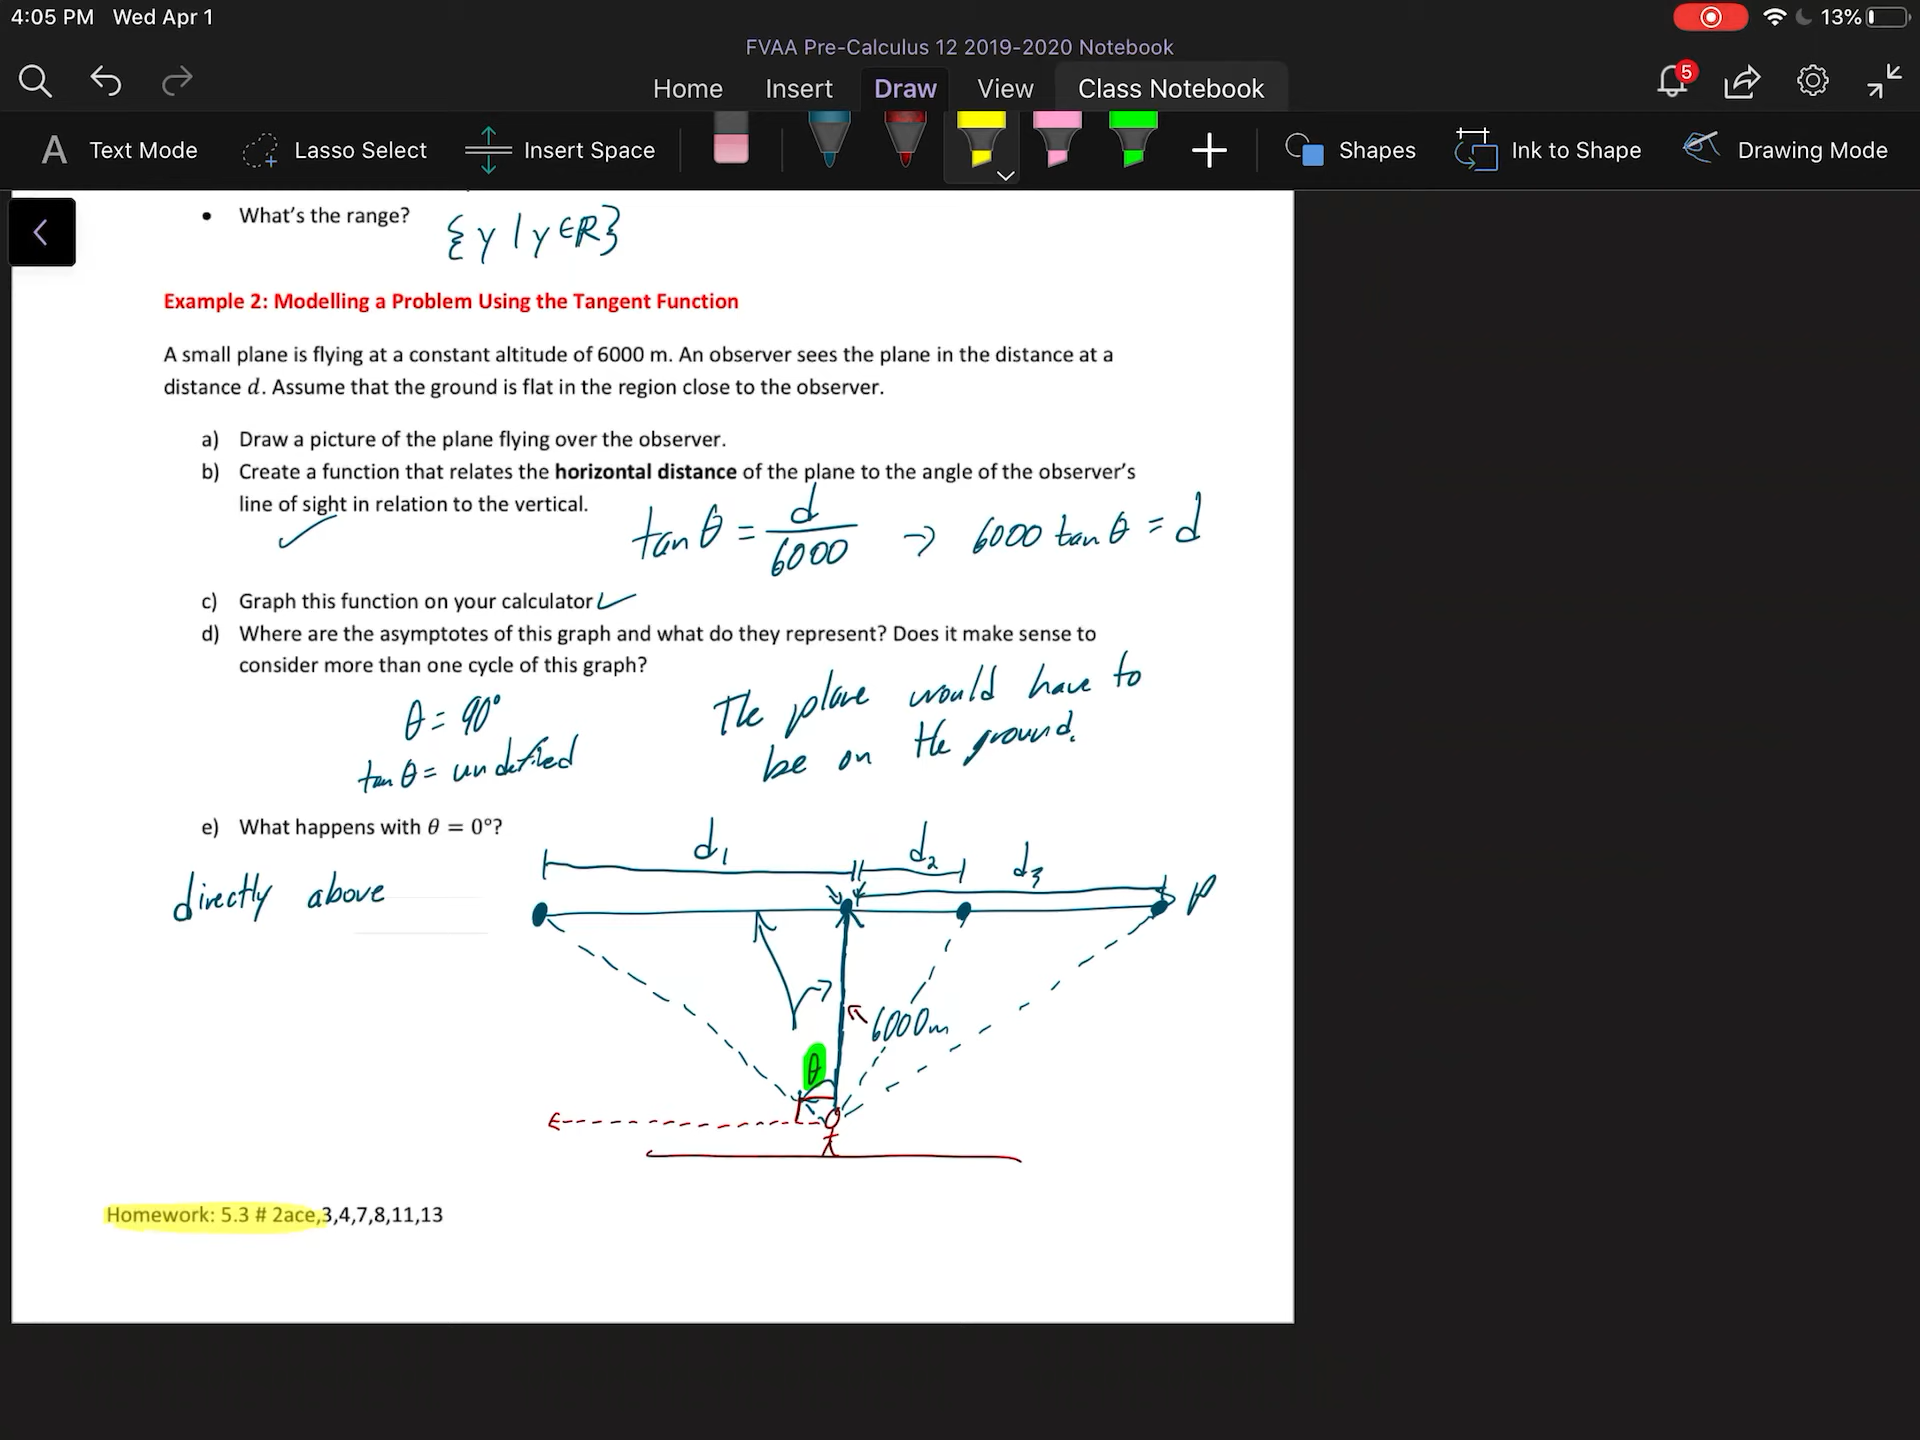 4:05 PM Wed Apr 1
13%
FVAA Pre-Calculus 12 2019-2020 Notebook
Home Insert Draw View Class Notebook
5
A Text Mode Lasso Select Insert Space Shapes Ink to Shape Drawing Mode
• What's the range? {y | y ∈ ℝ}
Example 2: Modelling a Problem Using the Tangent Function
A small plane is flying at a constant altitude of 6000 m. An observer sees the plane in the distance at a
distance d. Assume that the ground is flat in the region close to the observer.
a) Draw a picture of the plane flying over the observer.
b) Create a function that relates the horizontal distance of the plane to the angle of the observer's
line of sight in relation to the vertical.
tan θ = d/6000 → 6000 tan θ = d
c) Graph this function on your calculator
d) Where are the asymptotes of this graph and what do they represent? Does it make sense to
consider more than one cycle of this graph?
θ = 90°
tan θ = undefined
The plane would have to
be on the ground.
e) What happens with θ = 0°?
directly above
d₁
d₂
d₃
P
6000m
θ
Homework: 5.3 # 2ace,3,4,7,8,11,13